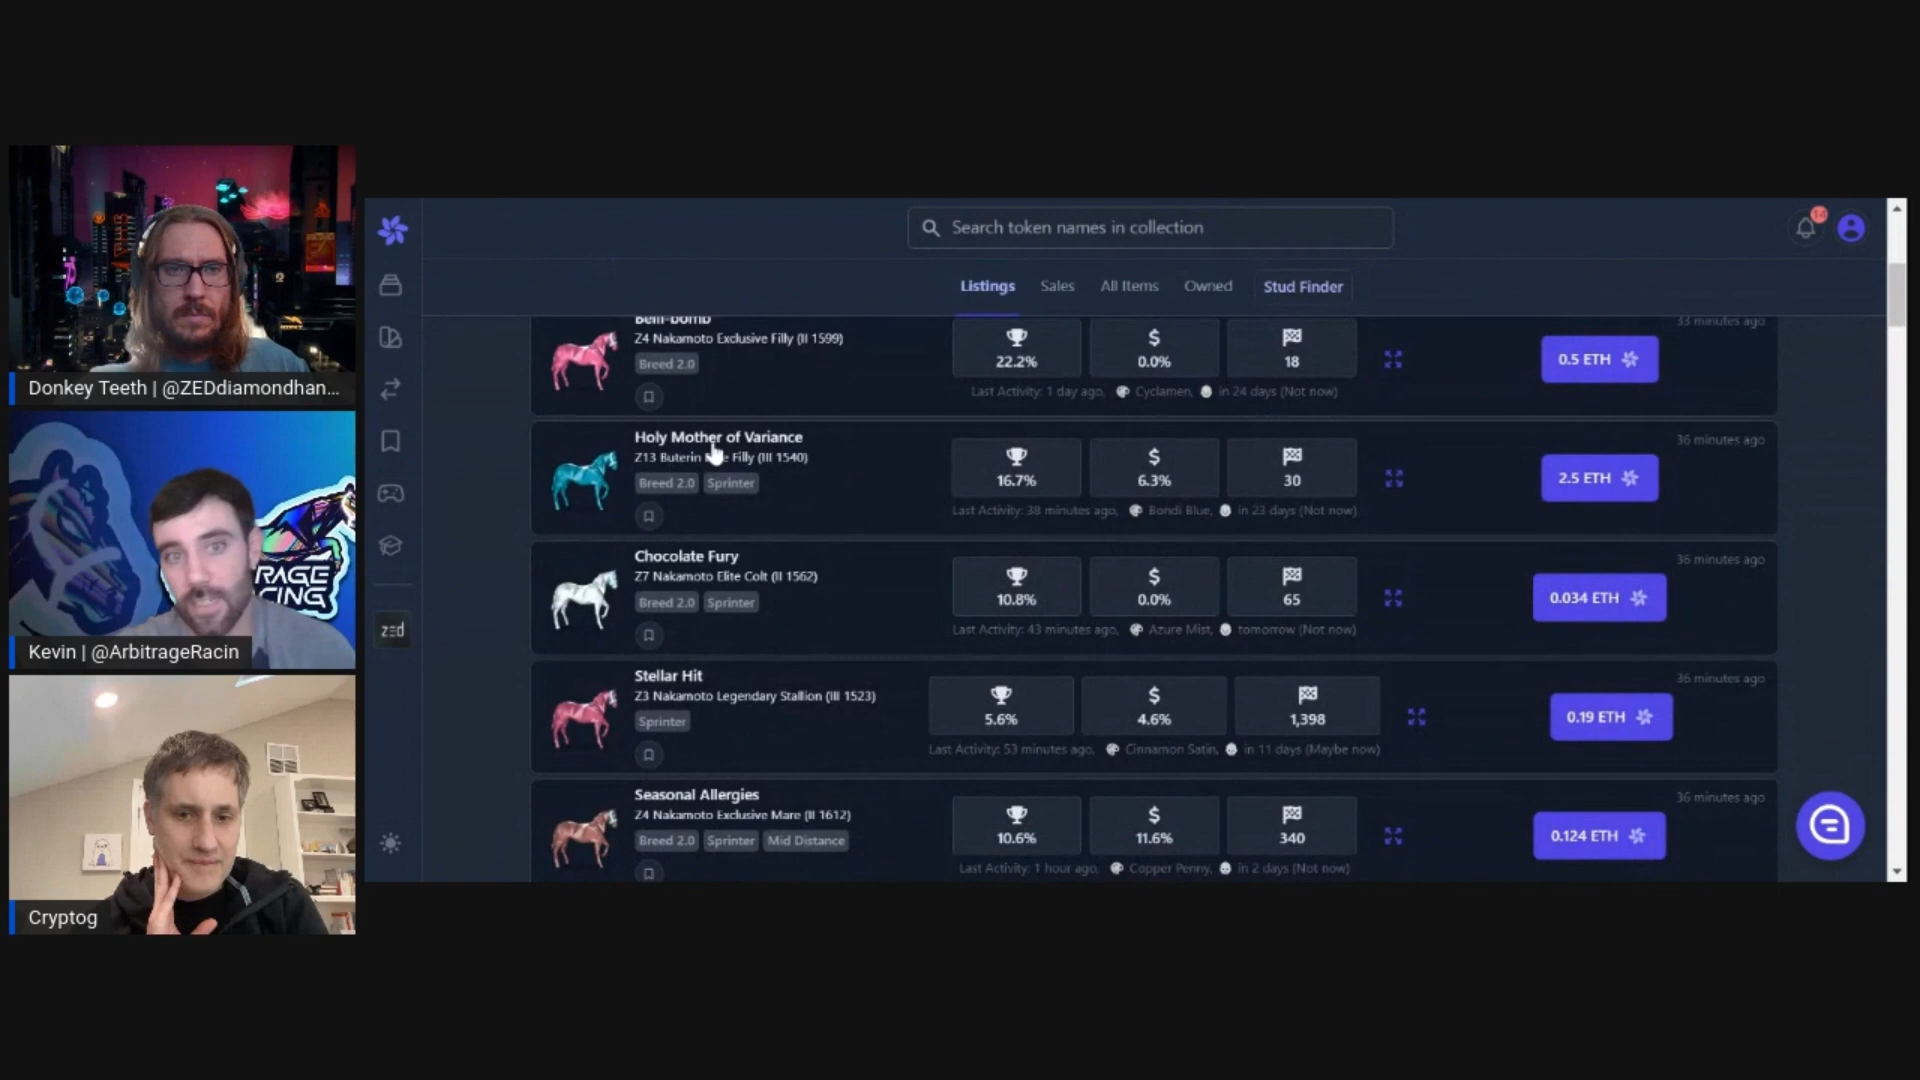 Donkey Teeth | @ZEDdiamondhan...
RAGE
CING
Kevin | @ArbitrageRacin
Cryptog
Search token names in collection
14
Listings
Sales
All Items
Owned
Stud Finder
zed
Z4 Nakamoto Exclusive Filly (II 1599)
Breed 2.0
22.2%
$
0.0%
18
Last Activity: 1 day ago, Cyclamen, in 24 days (Not now)
33 minutes ago
0.5 ETH
Holy Mother of Variance
Z13 Buterin Filly (III 1540)
Breed 2.0 Sprinter
16.7%
$
6.3%
30
Last Activity: 38 minutes ago, Bondi Blue, in 23 days (Not now)
36 minutes ago
2.5 ETH
Chocolate Fury
Z7 Nakamoto Elite Colt (II 1562)
Breed 2.0 Sprinter
10.8%
$
0.0%
65
Last Activity: 43 minutes ago, Azure Mist, tomorrow (Not now)
36 minutes ago
0.034 ETH
Stellar Hit
Z3 Nakamoto Legendary Stallion (III 1523)
Sprinter
5.6%
$
4.6%
1,398
Last Activity: 53 minutes ago, Cinnamon Satin, in 11 days (Maybe now)
36 minutes ago
0.19 ETH
Seasonal Allergies
Z4 Nakamoto Exclusive Mare (II 1612)
Breed 2.0 Sprinter Mid Distance
10.6%
$
11.6%
340
Last Activity: 1 hour ago, Copper Penny, in 2 days (Not now)
36 minutes ago
0.124 ETH